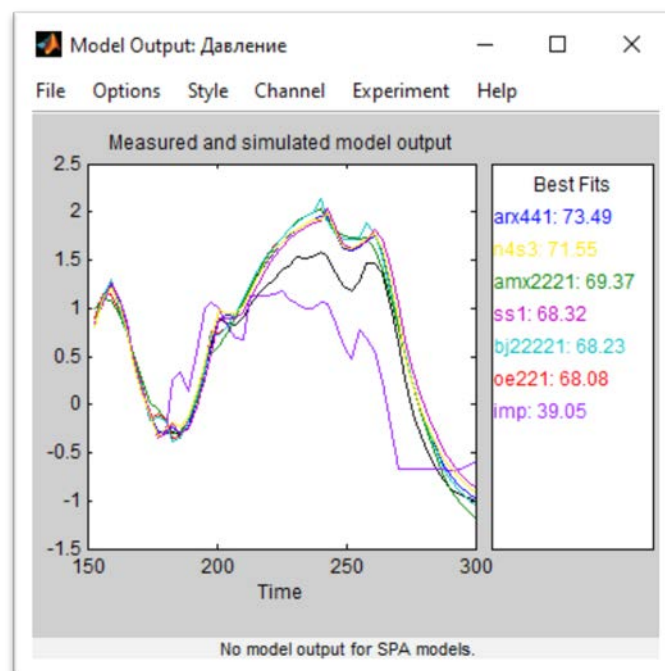 Model Output: Давление
File Options Style Channel Experiment Help
Measured and simulated model output
2.5
2
1.5
1
0.5
0
-0.5
-1
-1.5
150 200 250 300
Time
Best Fits
arx441: 73.49
n4s3: 71.55
amx2221: 69.37
ss1: 68.32
bj22221: 68.23
oe221: 68.08
imp: 39.05
No model output for SPA models.